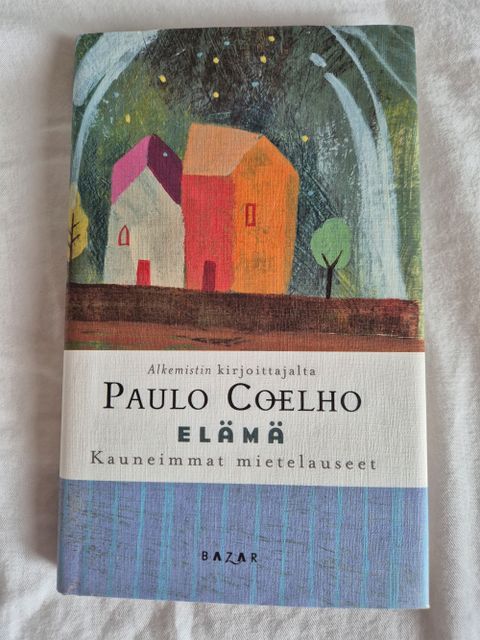 Alkemistin kirjoittajalta
PAULO COELHO
ELÄMÄ
Kauneimmat mietelauseet
BAZAR